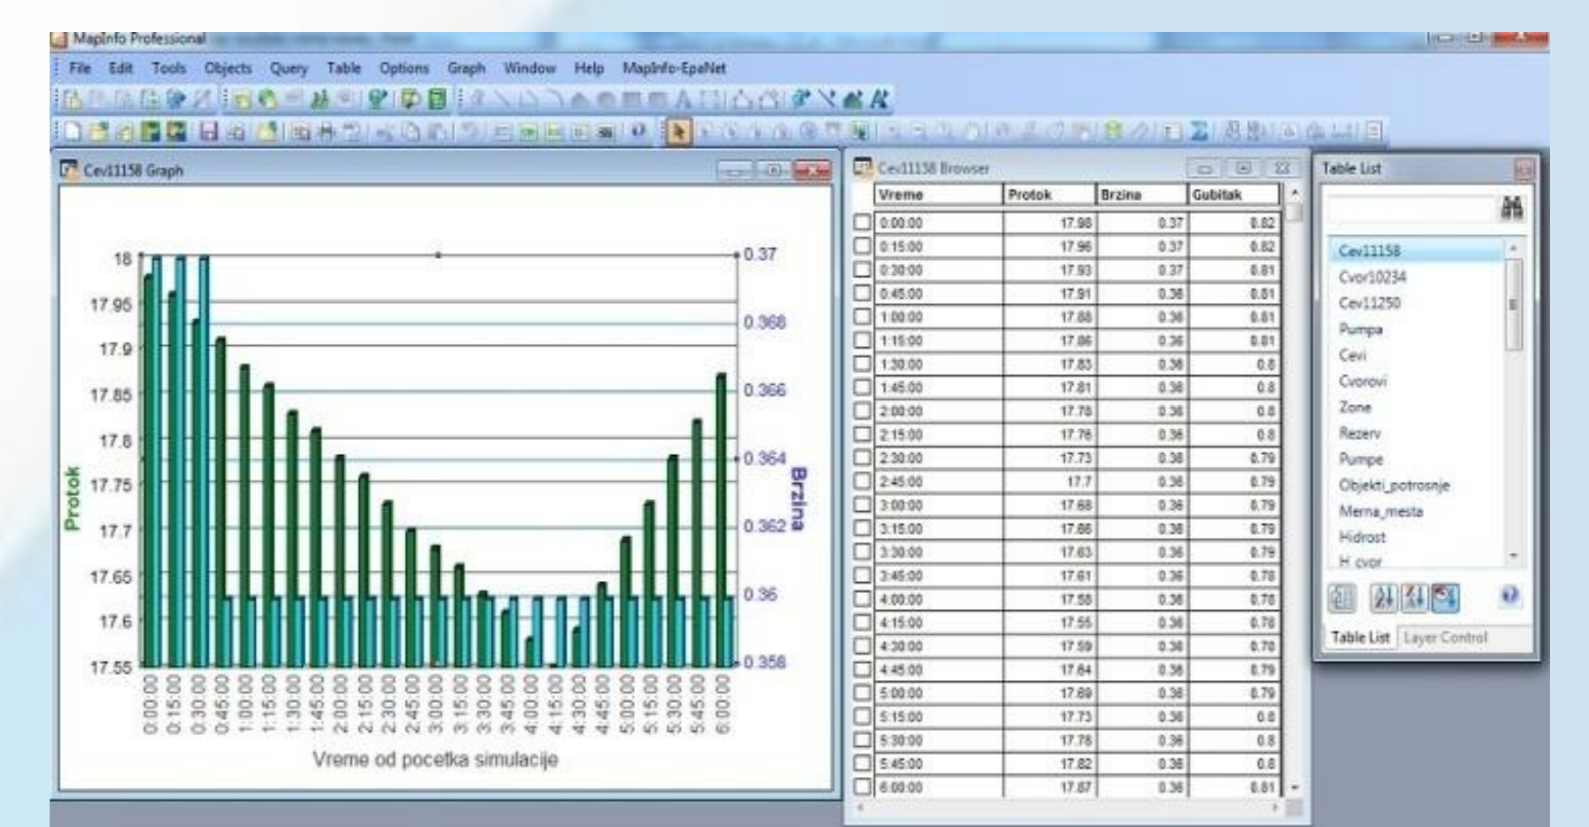 MapInfo Professional
File Edit Tools Objects Query Table Options Graph Window Help MapInfo-EpaNet
Cev11158 Graph
18
17.95
17.9
17.85
17.8
17.75
17.7
17.65
17.6
17.55
Protok
0.37
0.368
0.366
0.364
0.362
0.36
0.358
Brzina
0:00:00 0:15:00 0:30:00 0:45:00 1:00:00 1:15:00 1:30:00 1:45:00 2:00:00 2:15:00 2:30:00 2:45:00 3:00:00 3:15:00 3:30:00 3:45:00 4:00:00 4:15:00 4:30:00 4:45:00 5:00:00 5:15:00 5:30:00 5:45:00 6:00:00
Vreme od pocetka simulacije
Cev11158 Browser
Vreme Protok Brzina Gubitak
0:00:00 17.98 0.37 0.82
0:15:00 17.96 0.37 0.82
0:30:00 17.93 0.37 0.81
0:45:00 17.91 0.36 0.81
1:00:00 17.88 0.36 0.81
1:15:00 17.86 0.36 0.81
1:30:00 17.83 0.36 0.8
1:45:00 17.81 0.36 0.8
2:00:00 17.78 0.36 0.8
2:15:00 17.76 0.36 0.8
2:30:00 17.73 0.36 0.79
2:45:00 17.7 0.36 0.79
3:00:00 17.68 0.36 0.79
3:15:00 17.66 0.36 0.79
3:30:00 17.63 0.36 0.79
3:45:00 17.61 0.36 0.78
4:00:00 17.58 0.36 0.78
4:15:00 17.55 0.36 0.78
4:30:00 17.59 0.36 0.78
4:45:00 17.64 0.36 0.79
5:00:00 17.69 0.36 0.79
5:15:00 17.73 0.36 0.8
5:30:00 17.78 0.36 0.8
5:45:00 17.82 0.36 0.8
6:00:00 17.87 0.36 0.81
Table List
Cev11158
Cvor10234
Cev11250
Pumpa
Cevi
Cvorovi
Zone
Rezerv
Pumpe
Objekti_potrosnje
Merna_mesta
Hidrost
H_cvor
Table List Layer Control